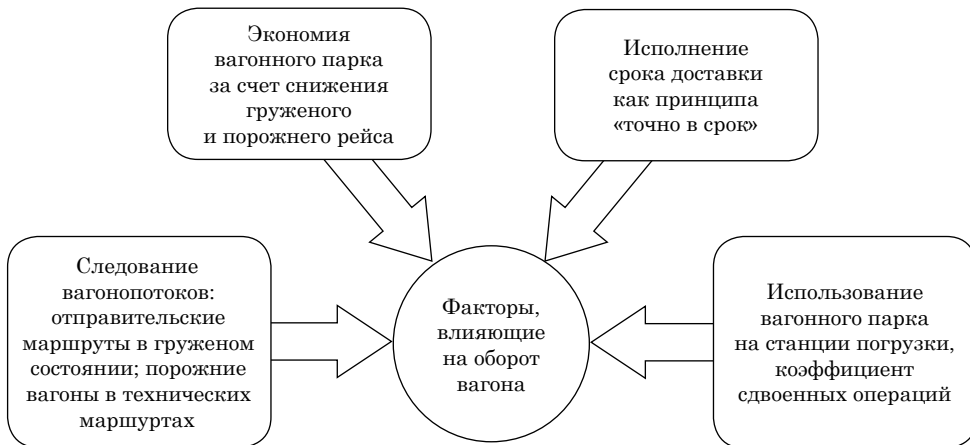 Экономия
вагонного парка
за счет снижения
груженого
и порожнего рейса
Исполнение
срока доставки
как принципа
«точно в срок»
Следование
вагонопотоков:
отправительские
маршруты в груженом
состоянии; порожние
вагоны в технических
маршуртах
Факторы,
влияющие
на оборот
вагона
Использование
вагонного парка
на станции погрузки,
коэффициент
сдвоенных операций